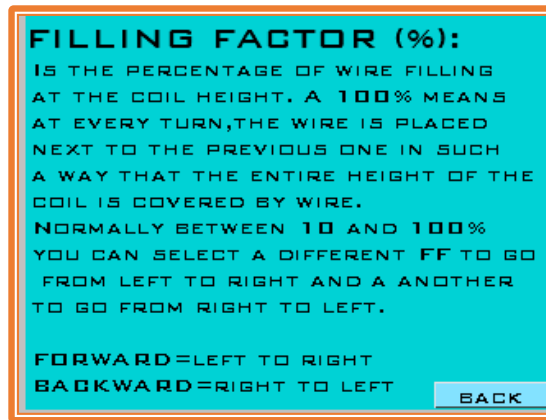 FILLING FACTOR (%):
IS THE PERCENTAGE OF WIRE FILLING
AT THE COIL HEIGHT. A 100% MEANS
AT EVERY TURN,THE WIRE IS PLACED
NEXT TO THE PREVIOUS ONE IN SUCH
A WAY THAT THE ENTIRE HEIGHT OF THE
COIL IS COVERED BY WIRE.
NORMALLY BETWEEN 10 AND 100%
YOU CAN SELECT A DIFFERENT FF TO GO
FROM LEFT TO RIGHT AND A ANOTHER
TO GO FROM RIGHT TO LEFT.
FORWARD=LEFT TO RIGHT
BACKWARD=RIGHT TO LEFT
BACK